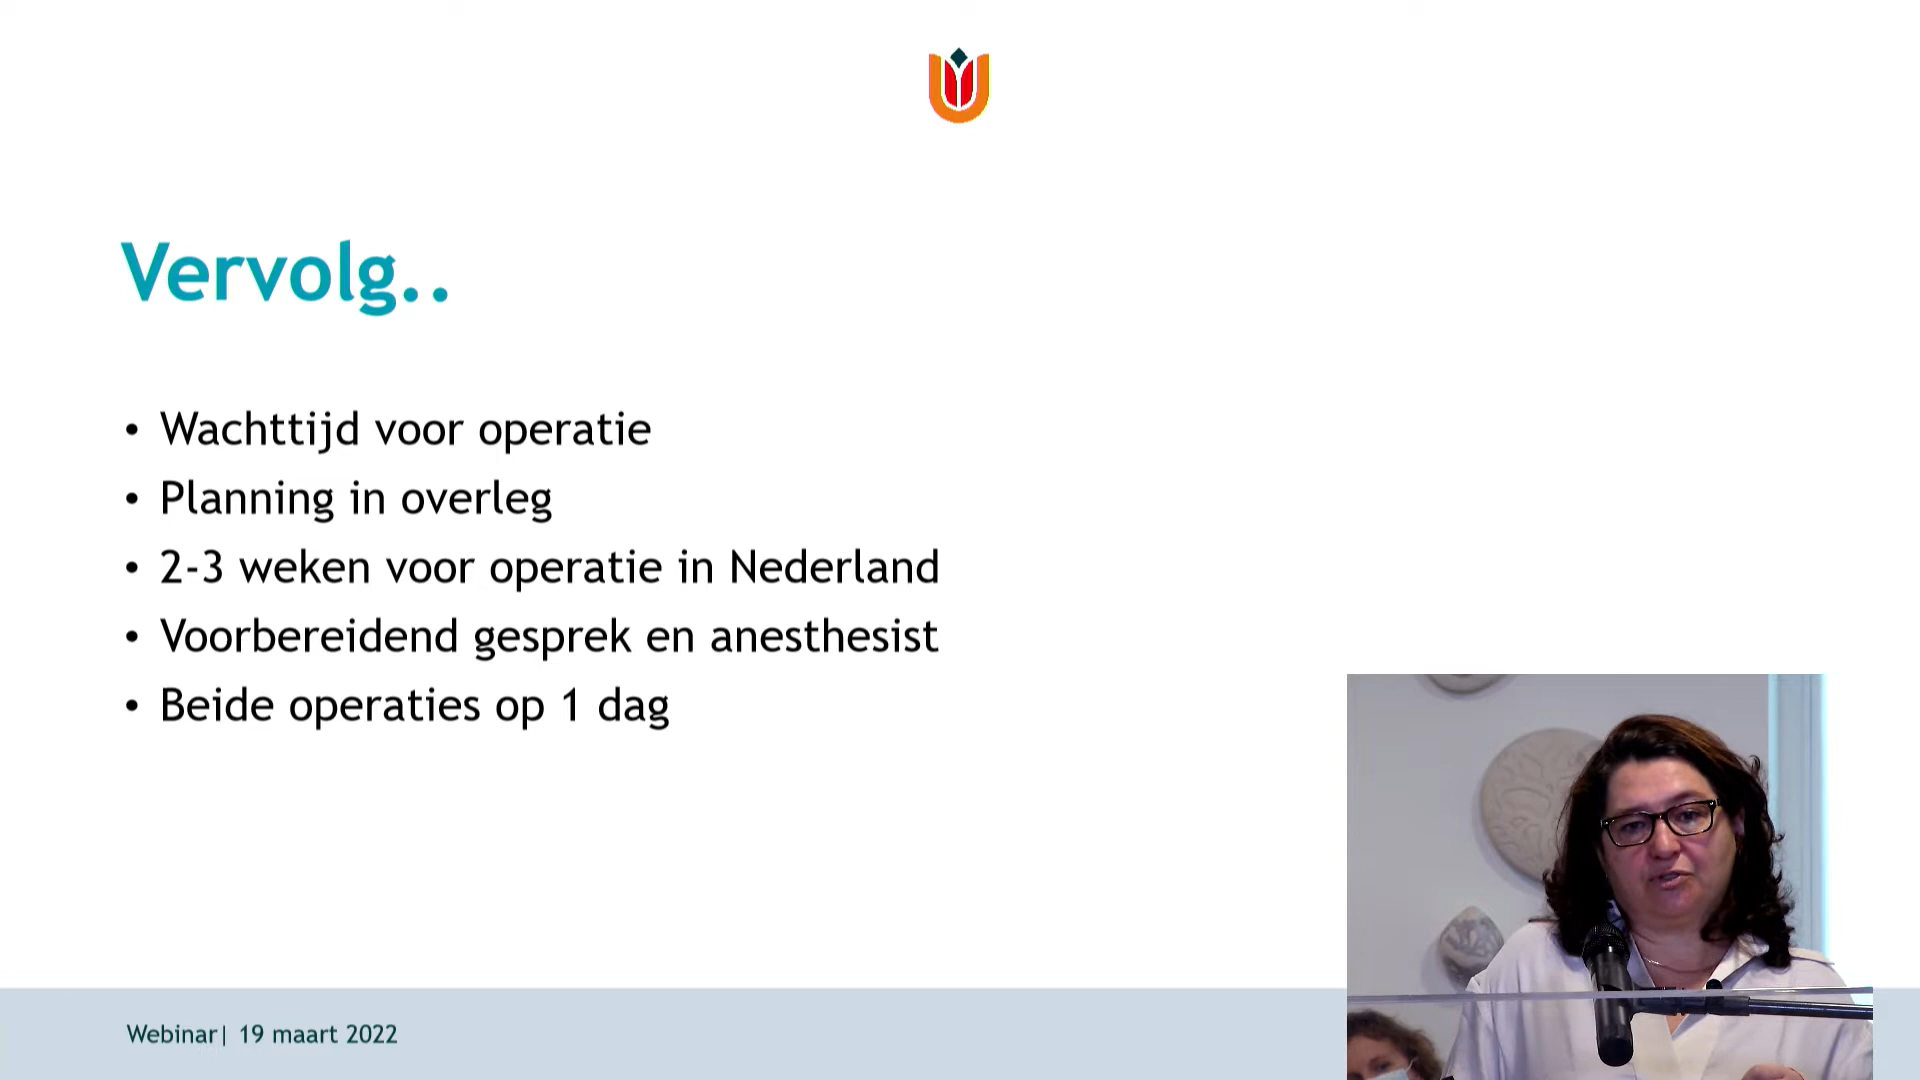 Vervolg..
• Wachttijd voor operatie
• Planning in overleg
• 2-3 weken voor operatie in Nederland
• Voorbereidend gesprek en anesthesist
• Beide operaties op 1 dag
Webinar| 19 maart 2022